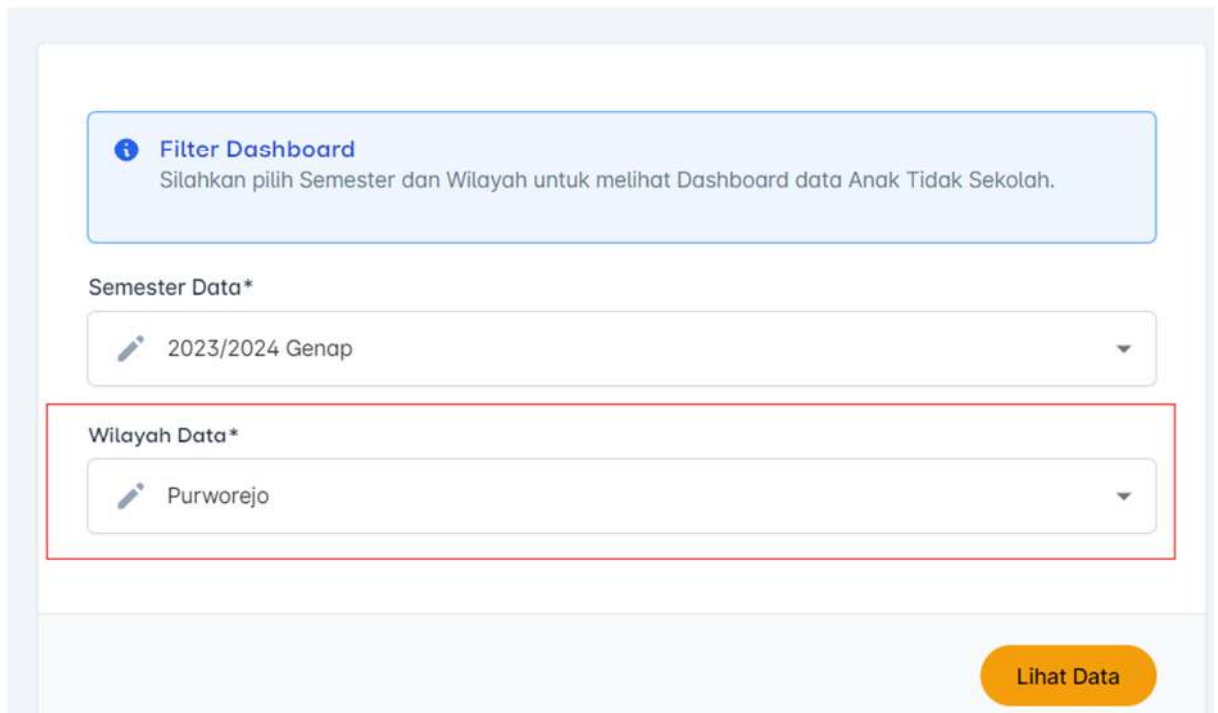 Filter Dashboard
Silahkan pilih Semester dan Wilayah untuk melihat Dashboard data Anak Tidak Sekolah.
Semester Data*
2023/2024 Genap
Wilayah Data*
Purworejo
Lihat Data